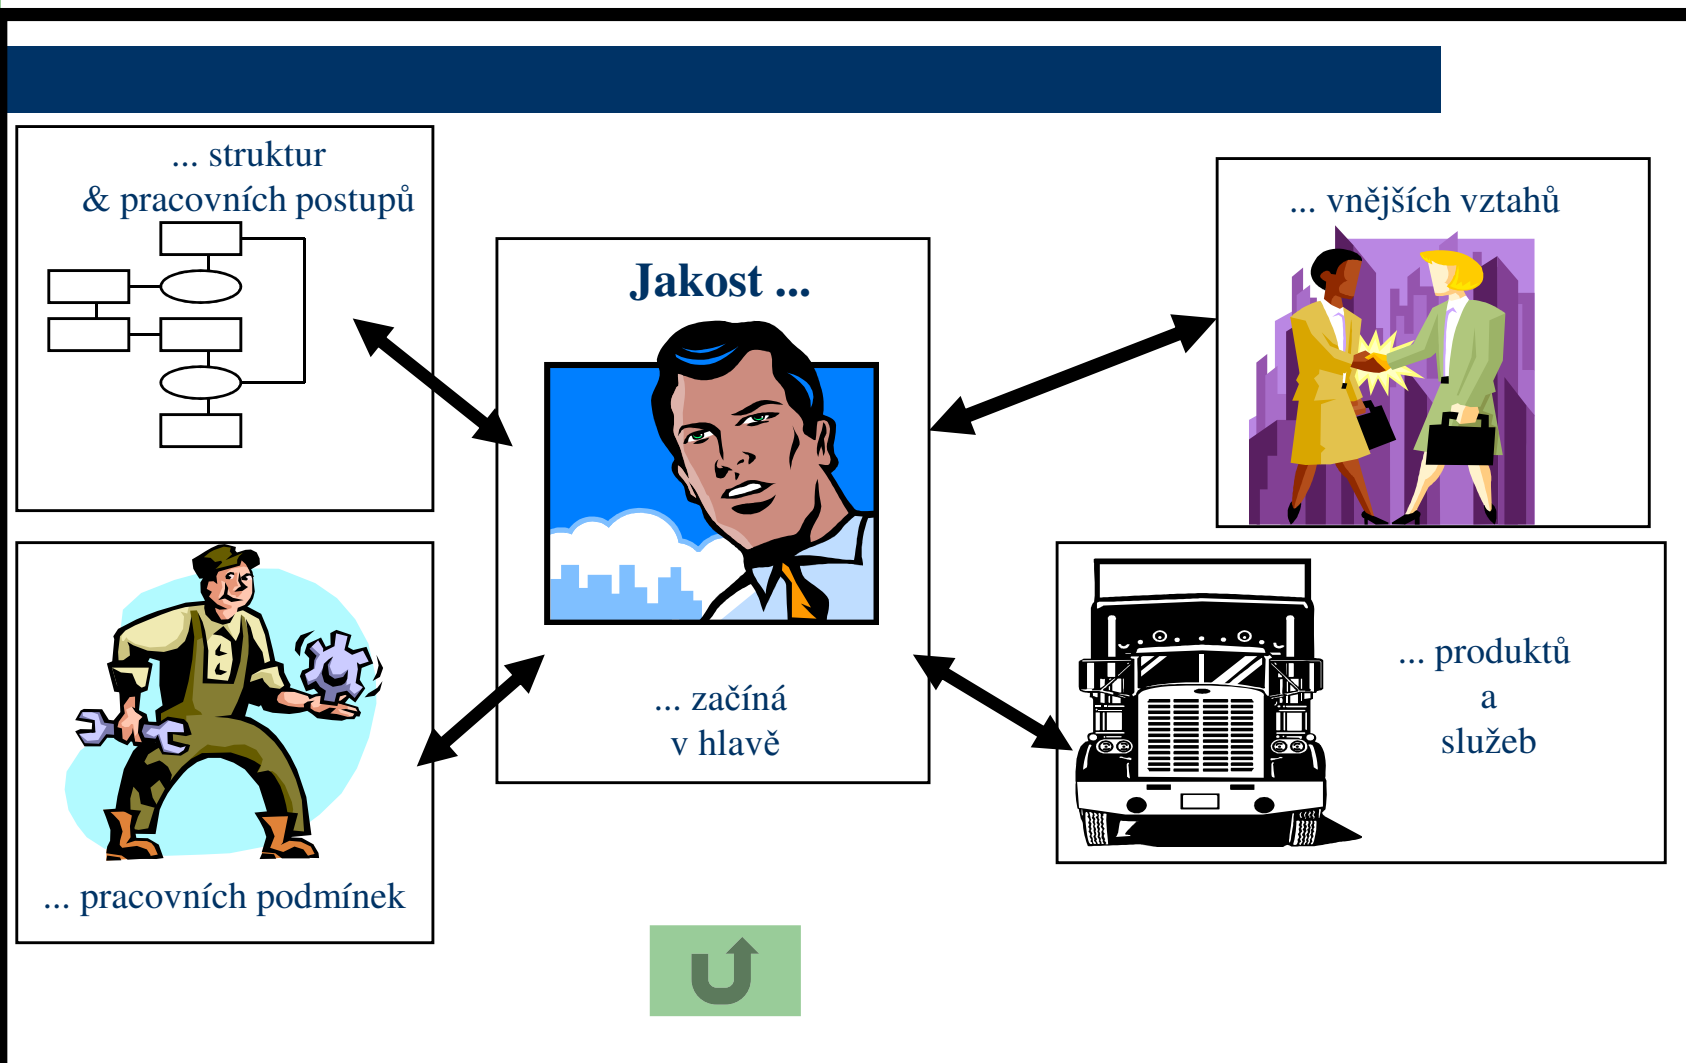 ... struktur
& pracovních postupů
Jakost ...
... začíná
v hlavě
... vnějších vztahů
... pracovních podmínek
... produktů
a
služeb